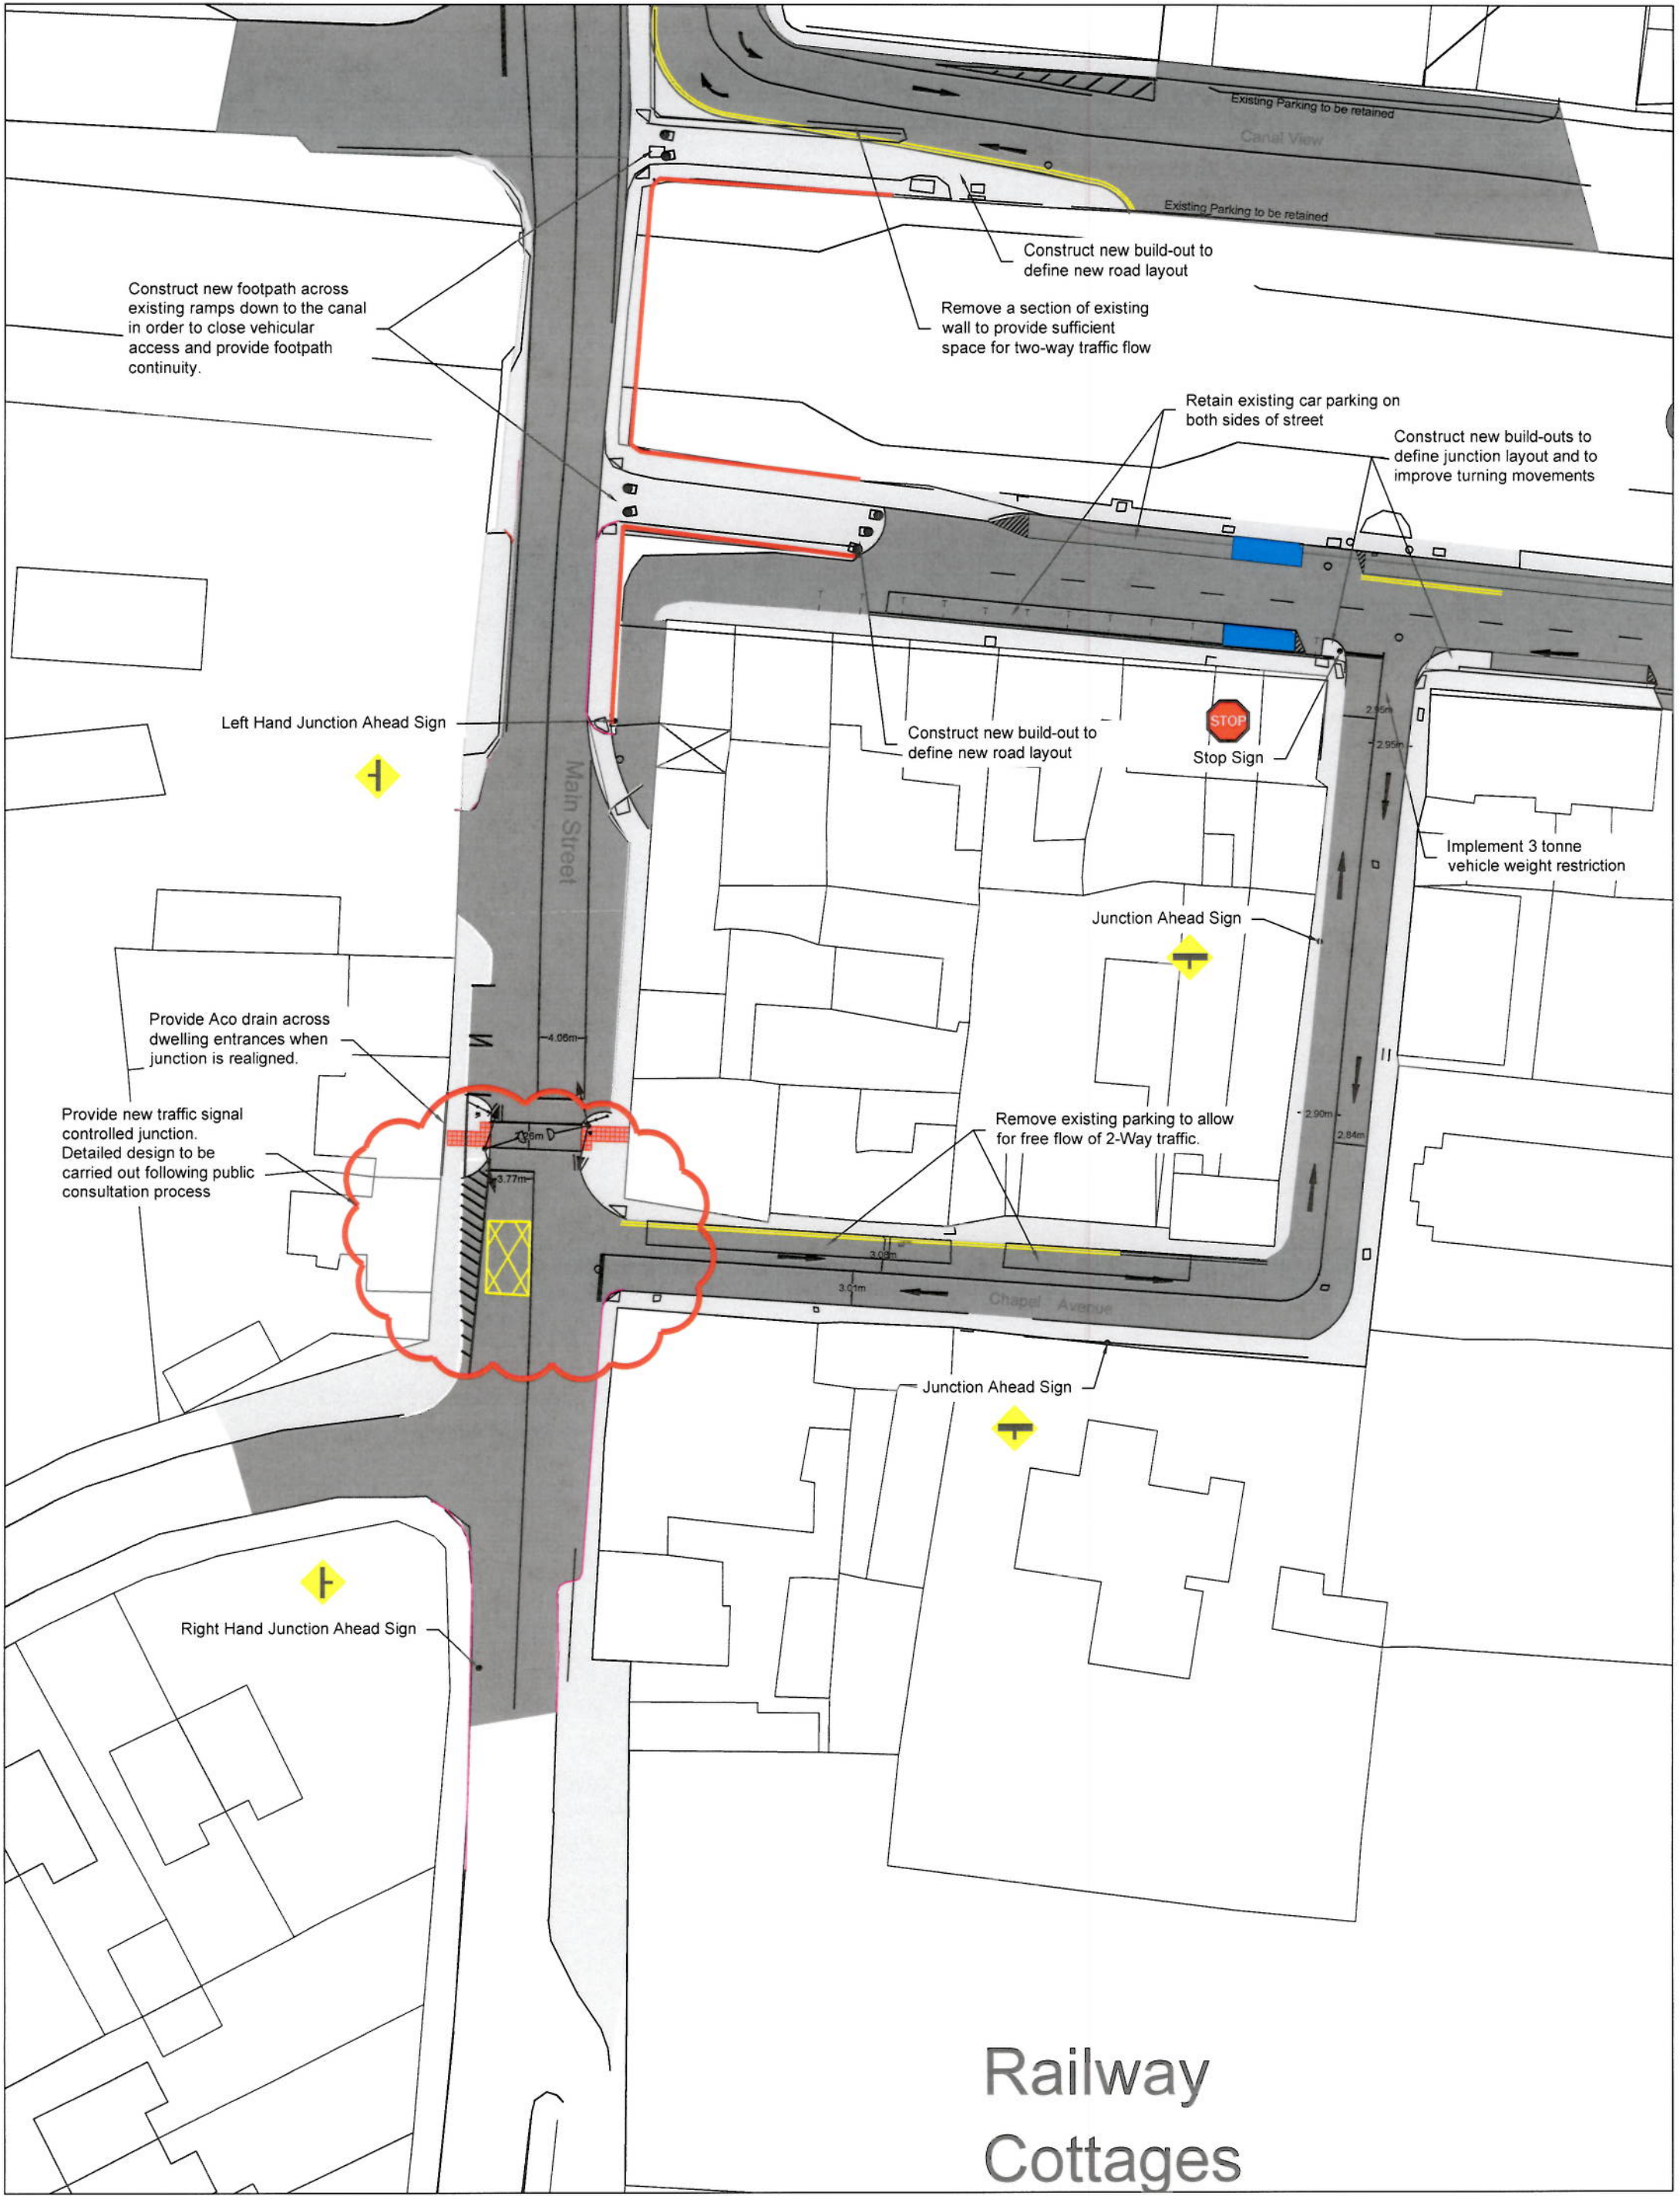 Existing Parking to be retained
Canal View
Existing Parking to be retained
Construct new build-out to
define new road layout
Construct new footpath across
existing ramps down to the canal
in order to close vehicular
access and provide footpath
continuity.
Remove a section of existing
wall to provide sufficient
space for two-way traffic flow
Retain existing car parking on
both sides of street
Construct new build-outs to
define junction layout and to
improve turning movements
Left Hand Junction Ahead Sign
Main Street
Construct new build-out to
define new road layout
STOP
Stop Sign
2.95m
2.95m
Implement 3 tonne
vehicle weight restriction
Junction Ahead Sign
Provide Aco drain across
dwelling entrances when
junction is realigned.
4.06m
Provide new traffic signal
controlled junction.
Detailed design to be
carried out following public
consultation process
3.77m
Remove existing parking to allow
for free flow of 2-Way traffic.
2.90m
2.84m
3.01m
Chapel Avenue
Junction Ahead Sign
Right Hand Junction Ahead Sign
Railway
Cottages